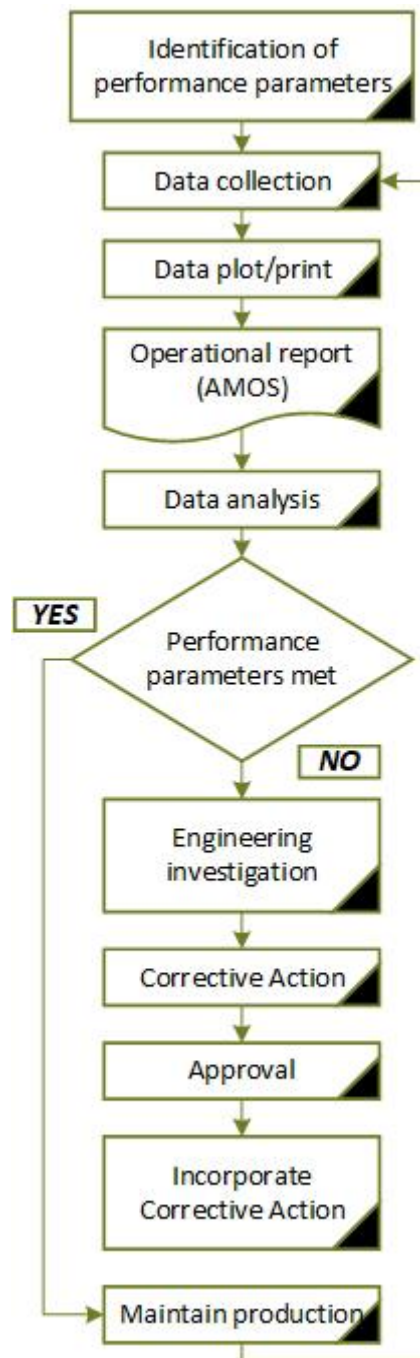 Identification of
performance parameters
Data collection
Data plot/print
Operational report
(AMOS)
Data analysis
YES
Performance
parameters met
NO
Engineering
investigation
Corrective Action
Approval
Incorporate
Corrective Action
Maintain production